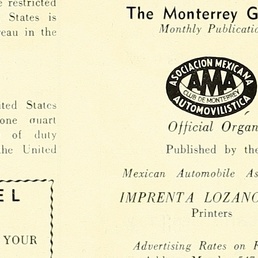 restricted
States is
eau in the
ited States
one quart
of duty
the United
EL
YOUR
The Monterrey G
Monthly Publicatio
ASOCIACION MEXICANA
AMA
CLUB DE MONTERREY
AUTOMOVILISTICA
Official Organ
Published by the
Mexican Automobile As
IMPRENTA LOZANO
Printers
Advertising Rates on R